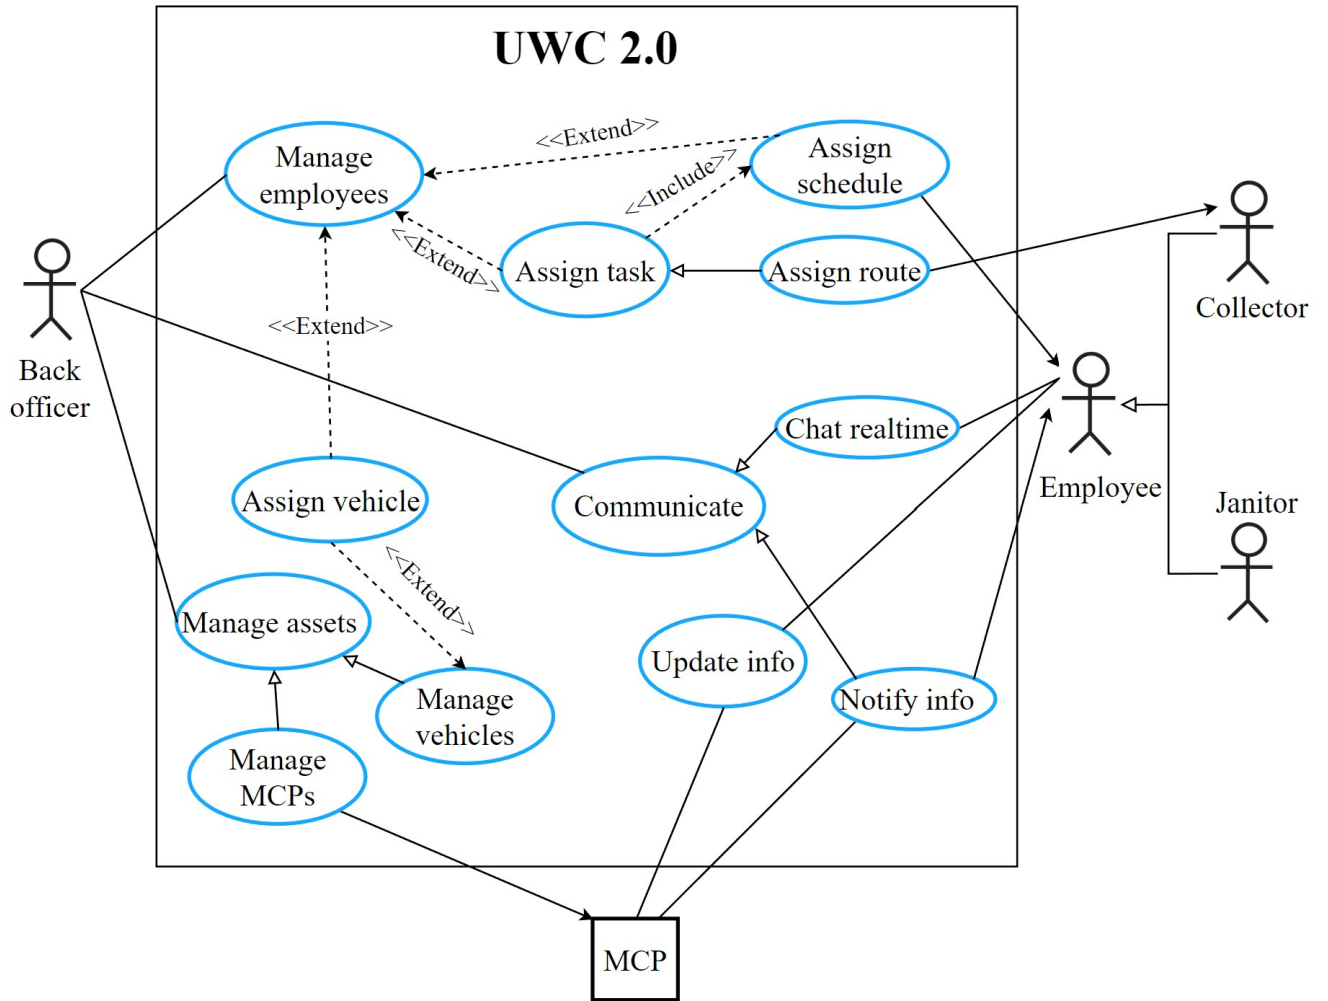 UWC 2.0
<<Extend>>
Manage
employees
Assign
schedule
<<Include>>
<<Extend>>
Assign task
Assign route
Collector
<<Extend>>
Back
officer
Chat realtime
Employee
Janitor
Assign vehicle
Communicate
<<Extend>>
Manage assets
Update info
Notify info
Manage
vehicles
Manage
MCPs
MCP